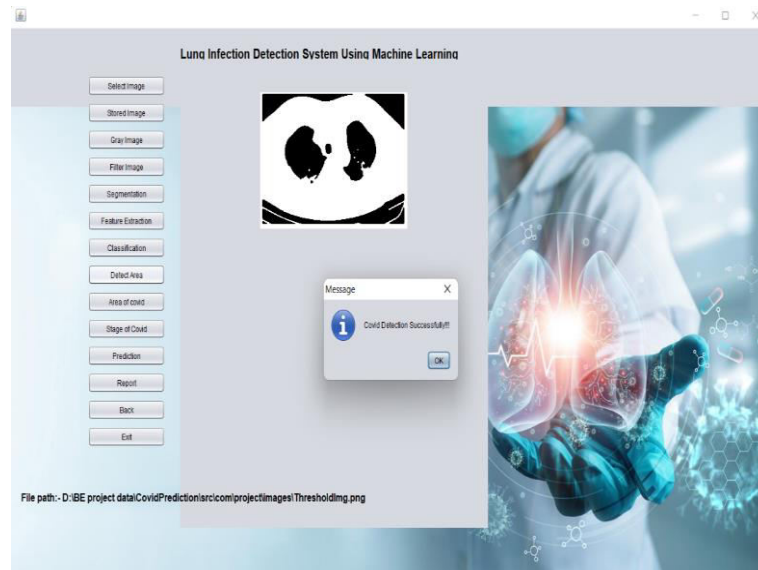 Lung Infection Detection System Using Machine Learning
Select Image
Stored Image
Gray Image
Filter Image
Segmentation
Feature Extraction
Classification
Detect Area
Area of covid
Stage of Covid
Prediction
Report
Back
Exit
Message X
Covid Detection Successfully!!!
OK
File path:- D:\BE project data\CovidPrediction\src\com\project\images\ThresholdImg.png